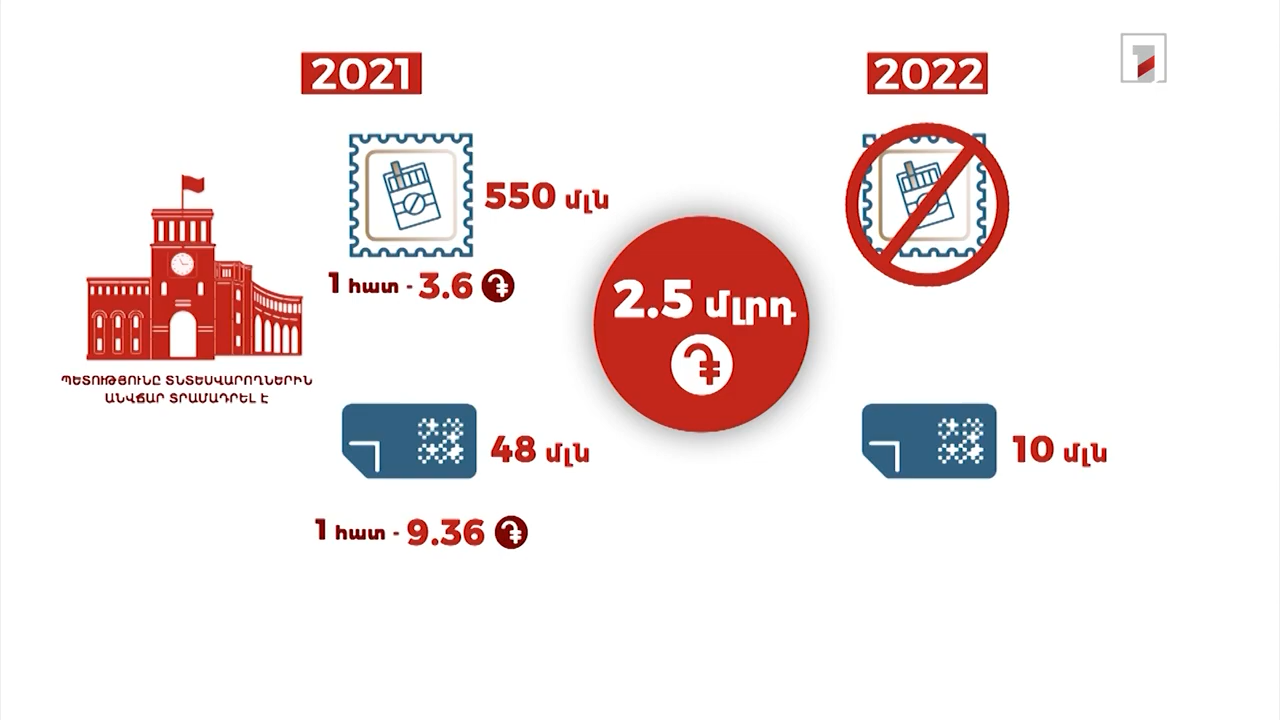 2021
2022
550 մլն
1 հատ - 3.6 ֏
2.5 մլրդ
֏
ՊԵՏՈՒԹՅՈՒՆԸ ՏՆՏԵՍՎԱՐՈՂՆԵՐԻՆ
ԱՆՎՃԱՐ ՏՐԱՄԱԴՐԵԼ Է
48 մլն
10 մլն
1 հատ - 9.36 ֏